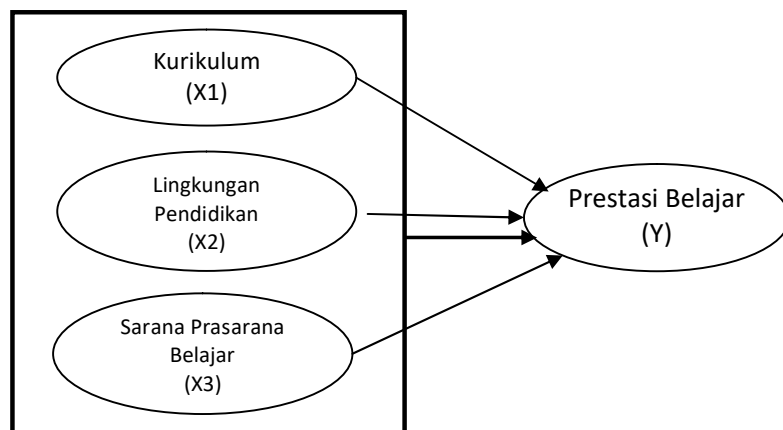 Kurikulum
(X1)
Lingkungan
Pendidikan
(X2)
Sarana Prasarana
Belajar
(X3)
Prestasi Belajar
(Y)